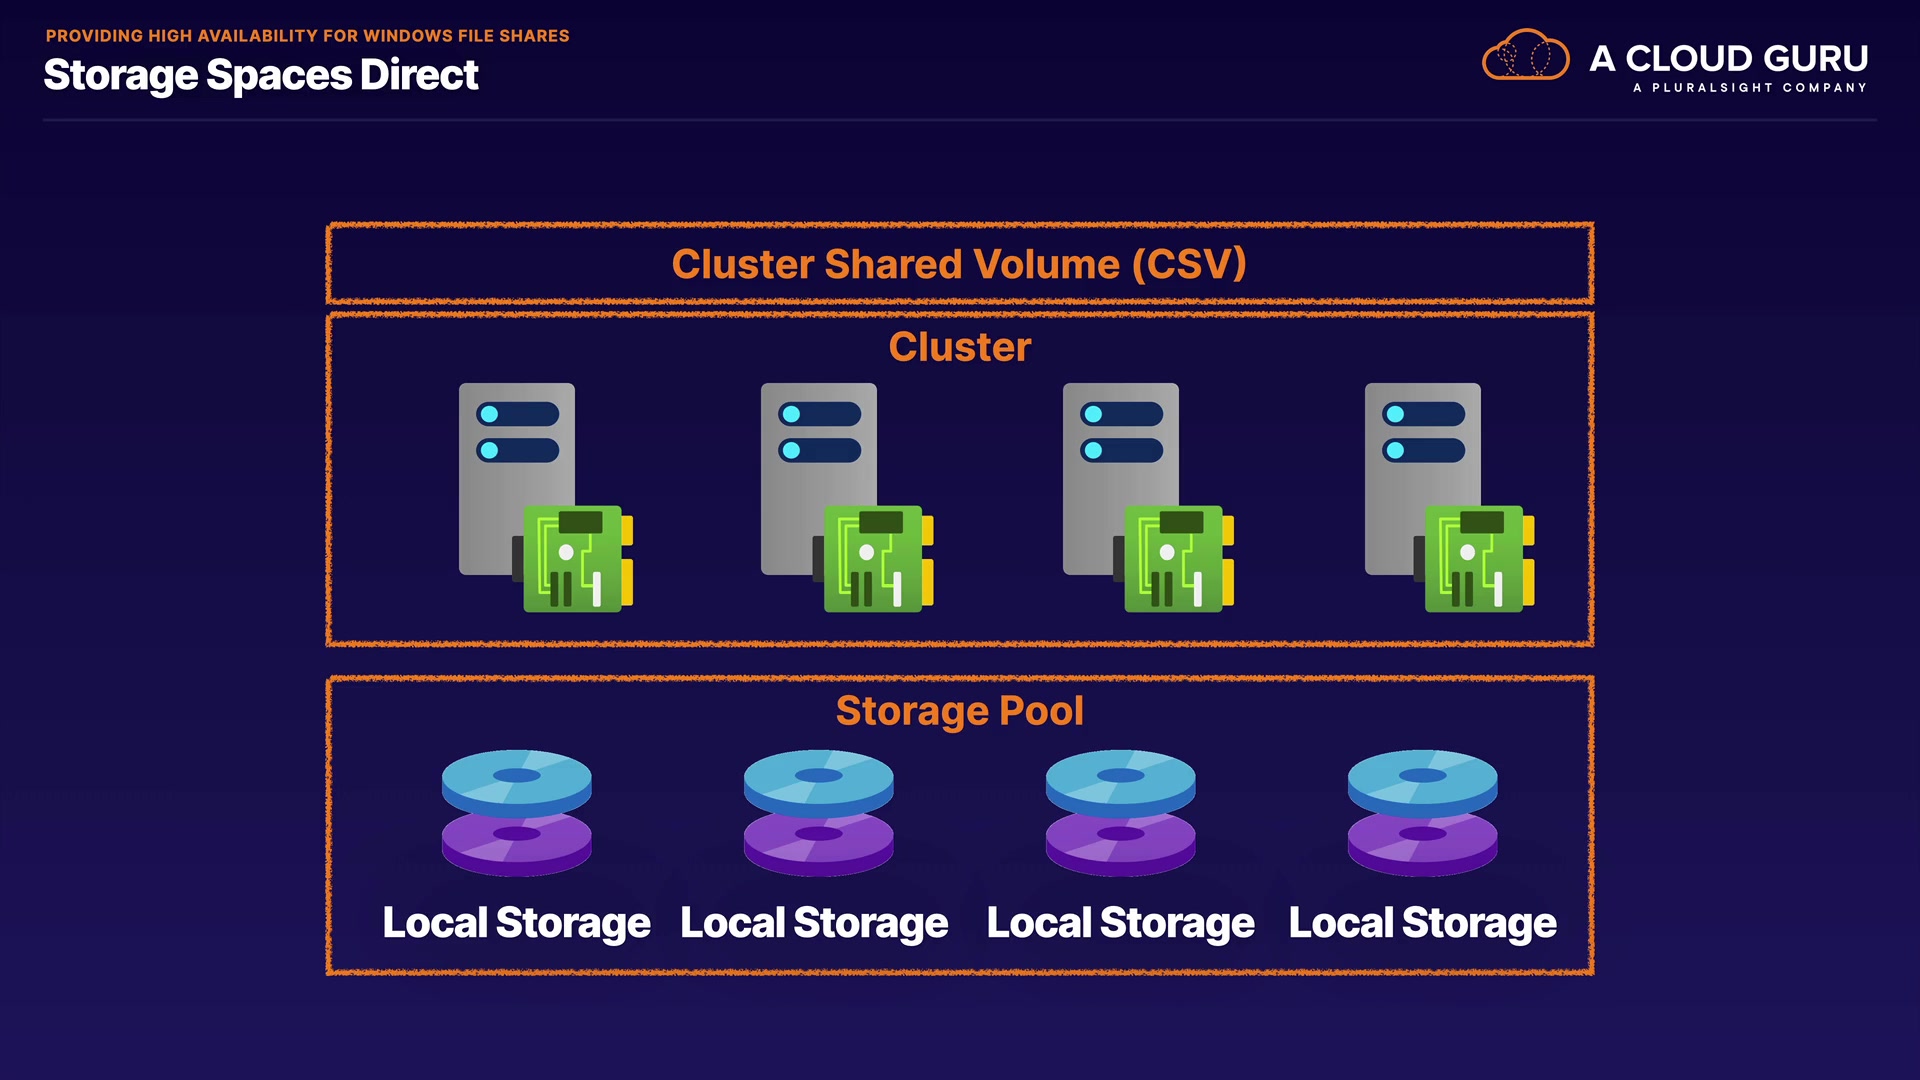 PROVIDING HIGH AVAILABILITY FOR WINDOWS FILE SHARES
Storage Spaces Direct
A CLOUD GURU
A PLURALSIGHT COMPANY
Cluster Shared Volume (CSV)
Cluster
Storage Pool
Local Storage Local Storage Local Storage Local Storage